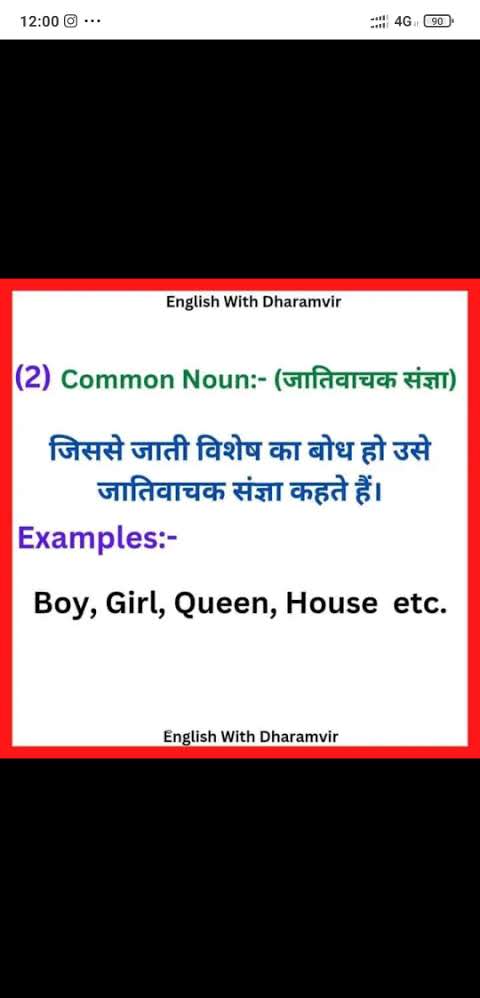 12:00 4G 90
English With Dharamvir
(2) Common Noun:- (जातिवाचक संज्ञा)
जिससे जाती विशेष का बोध हो उसे
जातिवाचक संज्ञा कहते हैं।
Examples:-
Boy, Girl, Queen, House etc.
English With Dharamvir